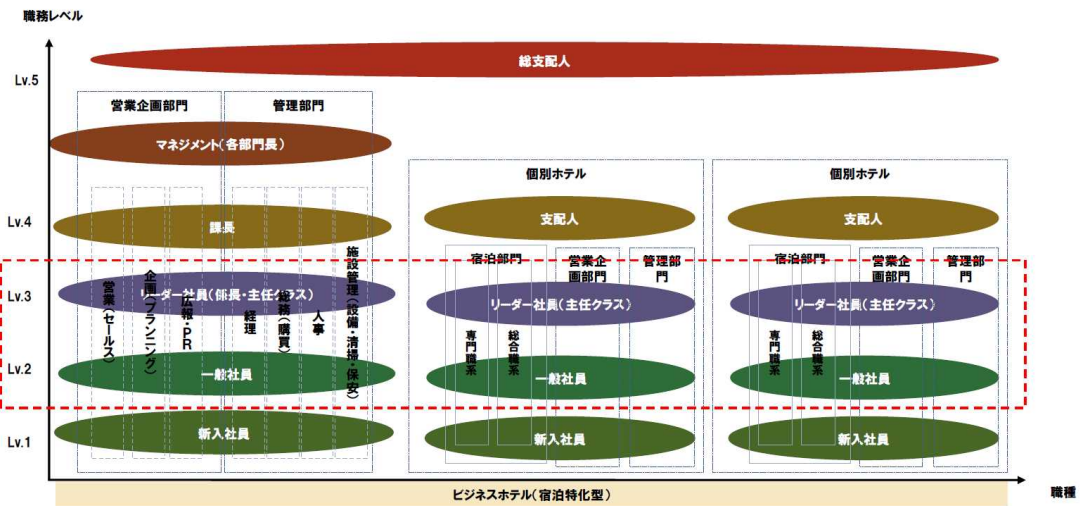 職務レベル
Lv.5
総支配人
営業企画部門
管理部門
マネジメント(各部門長)
個別ホテル
個別ホテル
Lv.4
課長
支配人
支配人
宿泊部門
営業企
画部門
管理部
門
宿泊部門
営業企
画部門
管理部
門
Lv.3
リーダー社員(係長・主任クラス)
リーダー社員(主任クラス)
リーダー社員(主任クラス)
営業(セールス)
企画(プランニング)
広報・PR
経理
総務(購買)
人事
施設管理(設備・清掃・保安)
専門職系
総合職系
専門職系
総合職系
Lv.2
一般社員
一般社員
一般社員
Lv.1
新入社員
新入社員
新入社員
ビジネスホテル(宿泊特化型)
職種